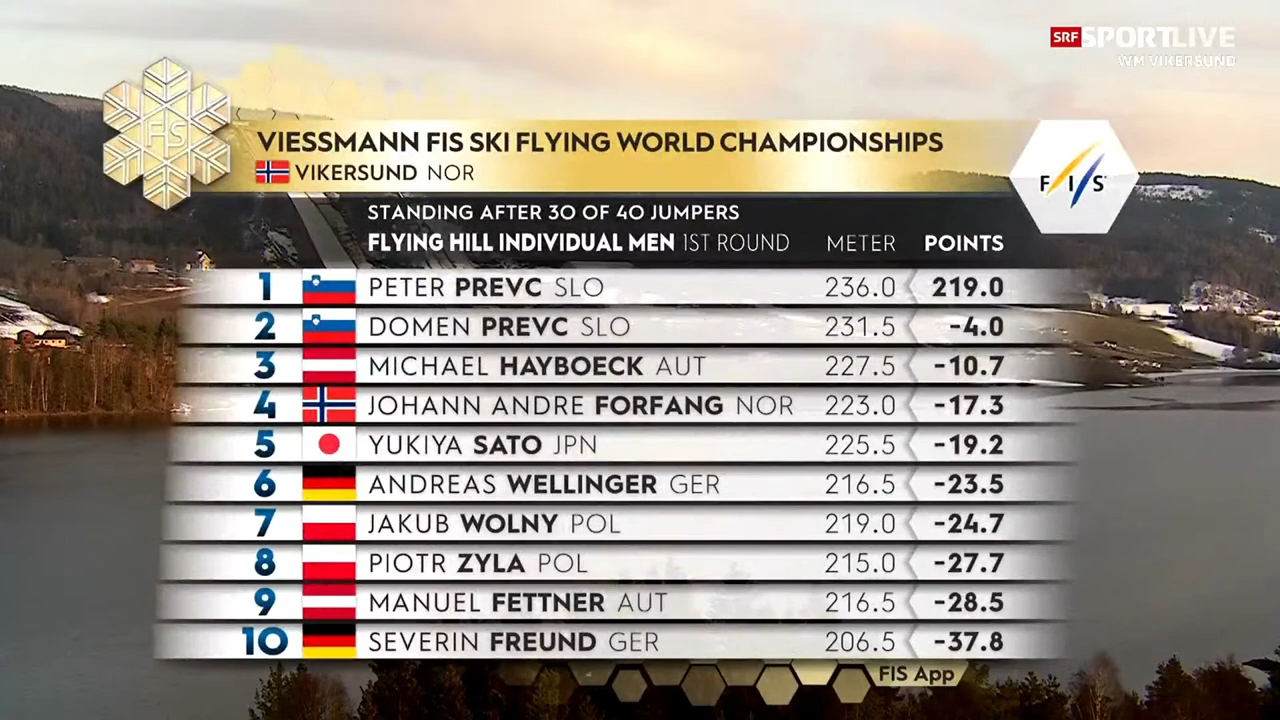 SRF SPORTLIVE
WM VIKERSUND
FIS
VIESSMANN FIS SKI FLYING WORLD CHAMPIONSHIPS
VIKERSUND NOR
F/I/S
STANDING AFTER 30 OF 40 JUMPERS
FLYING HILL INDIVIDUAL MEN 1ST ROUND METER POINTS
1 PETER PREVC SLO 236.0 219.0
2 DOMEN PREVC SLO 231.5 -4.0
3 MICHAEL HAYBOECK AUT 227.5 -10.7
4 JOHANN ANDRE FORFANG NOR 223.0 -17.3
5 YUKIYA SATO JPN 225.5 -19.2
6 ANDREAS WELLINGER GER 216.5 -23.5
7 JAKUB WOLNY POL 219.0 -24.7
8 PIOTR ZYLA POL 215.0 -27.7
9 MANUEL FETTNER AUT 216.5 -28.5
10 SEVERIN FREUND GER 206.5 -37.8
FIS App